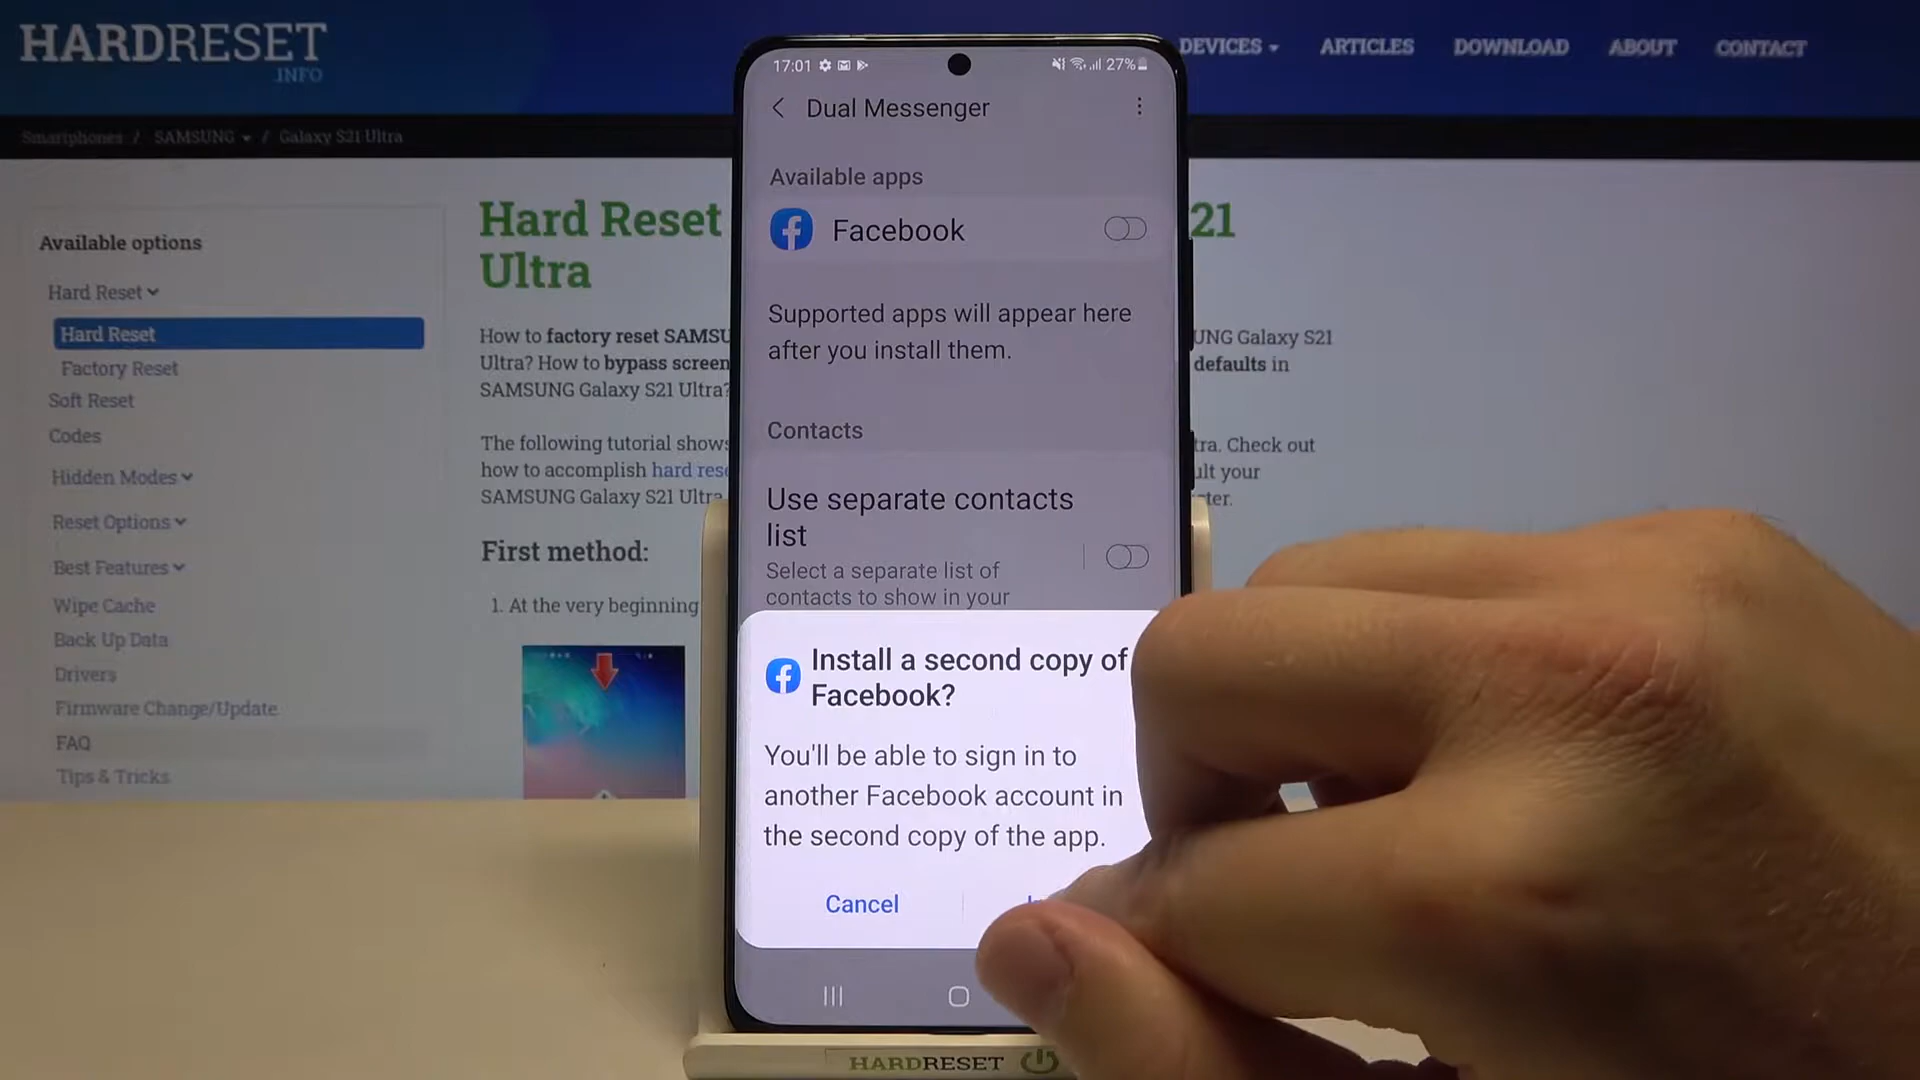 HARDRESET
.INFO
DEVICES
ARTICLES
DOWNLOAD
ABOUT
CONTACT
Smartphones / SAMSUNG / Galaxy S21 Ultra
Available options
Hard Reset
Hard Reset
Factory Reset
Soft Reset
Codes
Hidden Modes
Reset Options
Best Features
Wipe Cache
Back Up Data
Drivers
Firmware Change/Update
FAQ
Tips & Tricks
Hard Reset
21
Ultra
How to factory reset SAMSU
UNG Galaxy S21
Ultra? How to bypass screen
defaults in
SAMSUNG Galaxy S21 Ultra?
The following tutorial shows
tra. Check out
how to accomplish hard rese
ult your
SAMSUNG Galaxy S21 Ultra
ter.
First method:
1. At the very beginning
17:01
27%
Dual Messenger
Available apps
Facebook
Supported apps will appear here
after you install them.
Contacts
Use separate contacts
list
Select a separate list of
contacts to show in your
Install a second copy of
Facebook?
You'll be able to sign in to
another Facebook account in
the second copy of the app.
Cancel
HARDRESET